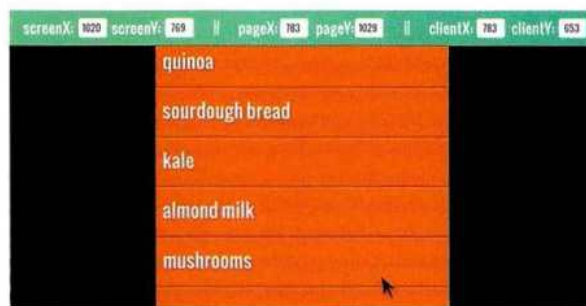 screenX: 1020 screenY: 769 || pageX: 783 pageY: 1029 || clientX: 783 clientY: 653
quinoa
sourdough bread
kale
almond milk
mushrooms